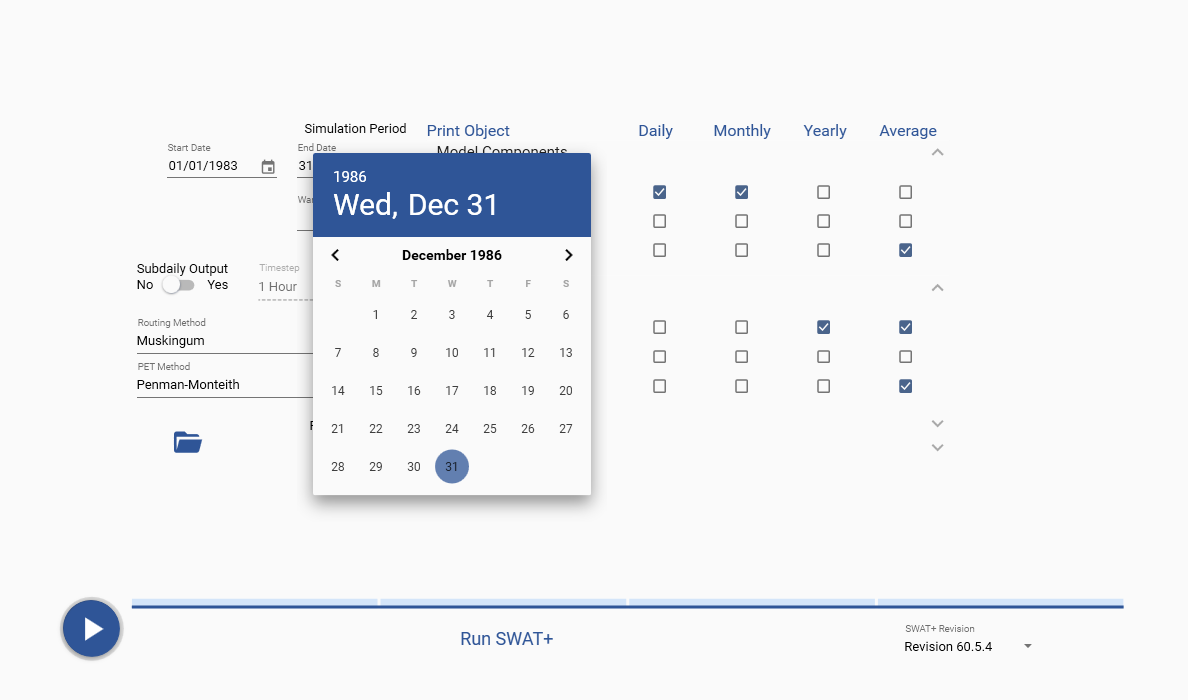 Simulation Period
Print Object
Daily
Monthly
Yearly
Average
Start Date
End Date
Model Components
01/01/1983
31
1986
Wed, Dec 31
December 1986
S M T W T F S
1 2 3 4 5 6
7 8 9 10 11 12 13
14 15 16 17 18 19 20
21 22 23 24 25 26 27
28 29 30 31
Subdaily Output
No
Yes
Timestep
1 Hour
Routing Method
Muskingum
PET Method
Penman-Monteith
Run SWAT+
SWAT+ Revision
Revision 60.5.4